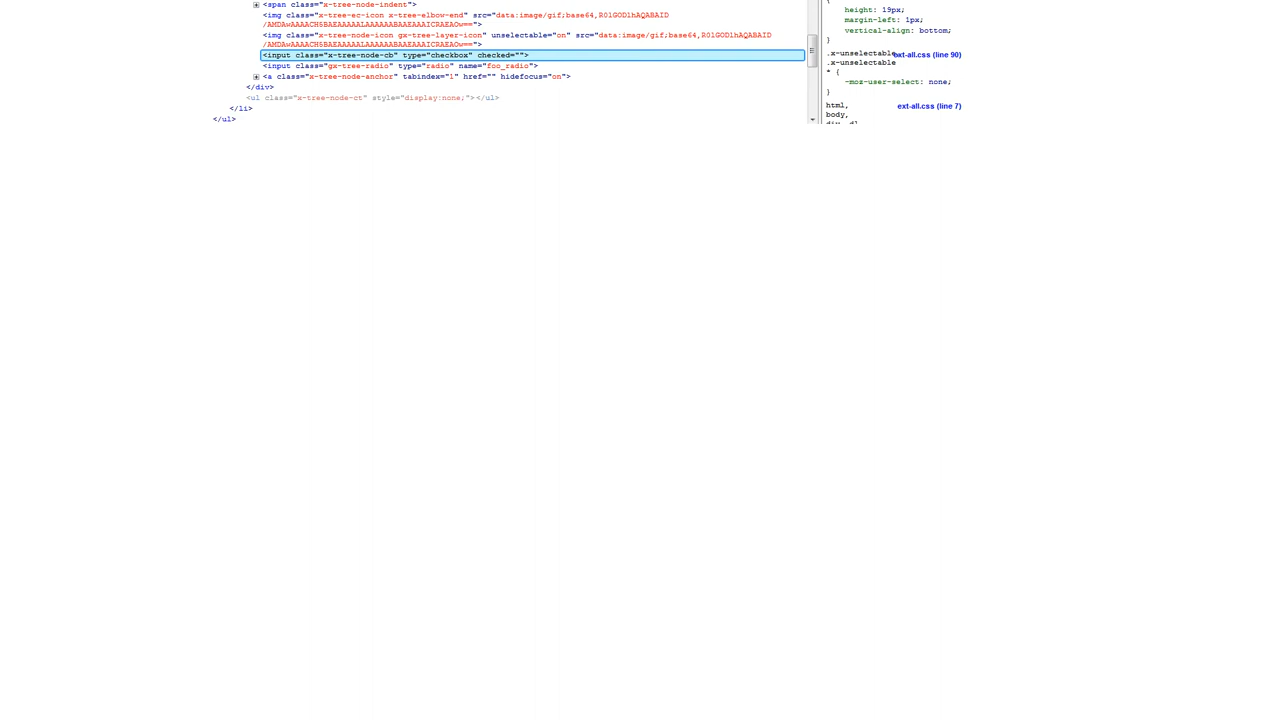 <span class="x-tree-node-indent">
<img class="x-tree-ec-icon x-tree-elbow-end" src="data:image/gif;base64,R0lGODlhAQABAID
/AMDAwAAAACH5BAEAAAAALAAAAAABAAEAAAICRAEAOw==">
<img class="x-tree-node-icon gx-tree-layer-icon" unselectable="on" src="data:image/gif;base64,R0lGODlhAQABAID
/AMDAwAAAACH5BAEAAAAALAAAAAABAAEAAAICRAEAOw==">
<input class="x-tree-node-cb" type="checkbox" checked="">
<input class="gx-tree-radio" type="radio" name="foo_radio">
<a class="x-tree-node-anchor" tabindex="1" href="" hidefocus="on">
</div>
<ul class="x-tree-node-ct" style="display:none;"></ul>
</li>
</ul>
{
height: 19px;
margin-left: 1px;
vertical-align: bottom;
}
.x-unselectable, ext-all.css (line 90)
.x-unselectable
* {
-moz-user-select: none;
}
html, ext-all.css (line 7)
body,
div, dl